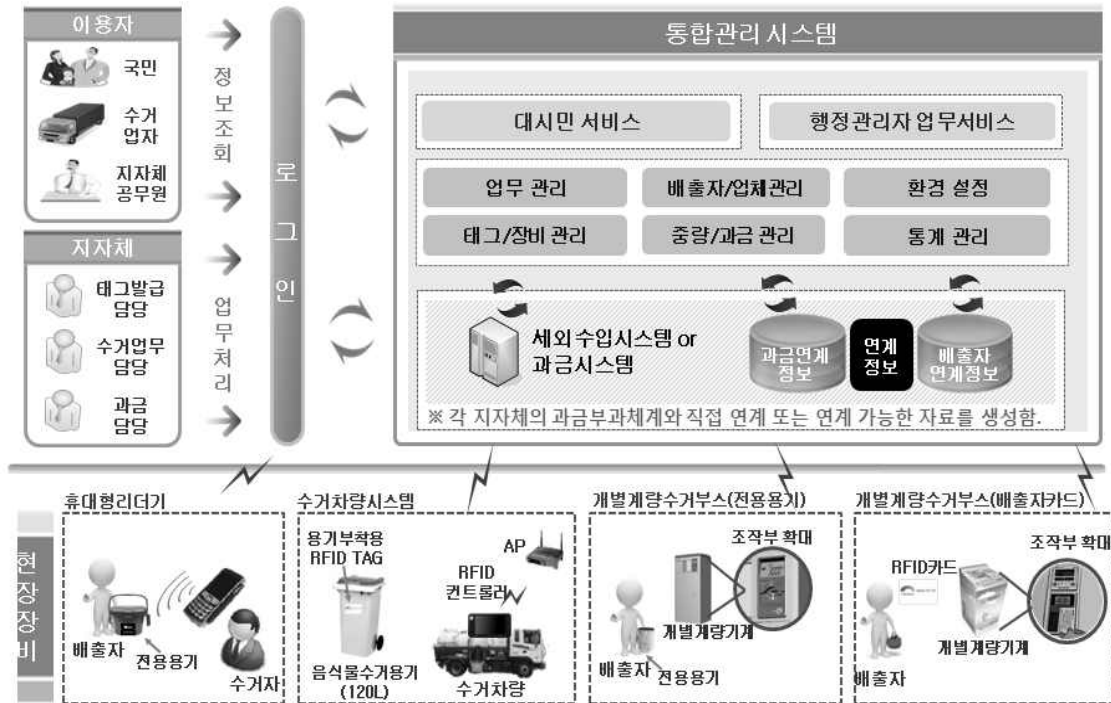 이용자
국민
수거
업자
지자체
공무원
지자체
태그발급
담당
수거업무
담당
과금
담당
정보조회
업무처리
로그인
통합관리 시스템
대시민 서비스
행정관리자 업무서비스
업무 관리
배출자/업체관리
환경 설정
태그/장비 관리
중량/과금 관리
통계 관리
세외수입시스템 or
과금시스템
과금연계
정보
연계
정보
배출자
연계정보
※ 각 지자체의 과금부과체계와 직접 연계 또는 연계 가능한 자료를 생성함.
현장장비
휴대형리더기
배출자
전용용기
수거자
수거차량시스템
용기부착용
RFID TAG
AP
RFID
컨트롤러
음식물수거용기
(120L)
수거차량
개별계량수거부스(전용용기)
조작부 확대
개별계량기계
배출자
전용용기
개별계량수거부스(배출자카드)
조작부 확대
RFID카드
개별계량기계
배출자